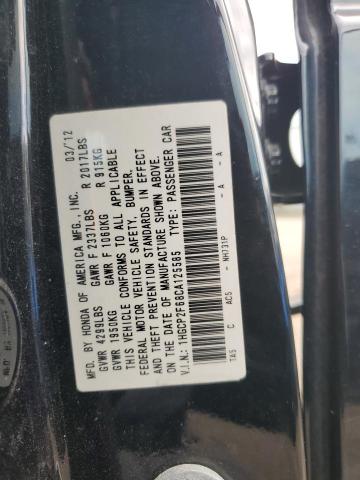 MFD. BY HONDA OF AMERICA MFG., INC. 03/12
GVWR 4299LBS GAWR F 2337LBS R 2017LBS
GVWR 1950KG GAWR F 1060KG R 915KG
THIS VEHICLE CONFORMS TO ALL APPLICABLE
FEDERAL MOTOR VEHICLE SAFETY, BUMPER,
AND THEFT PREVENTION STANDARDS IN EFFECT
ON THE DATE OF MANUFACTURE SHOWN ABOVE.
V.I.N.: 1HGCP2F68CA125585 TYPE: PASSENGER CAR
TA5 C AC5 - NH731P - A - A